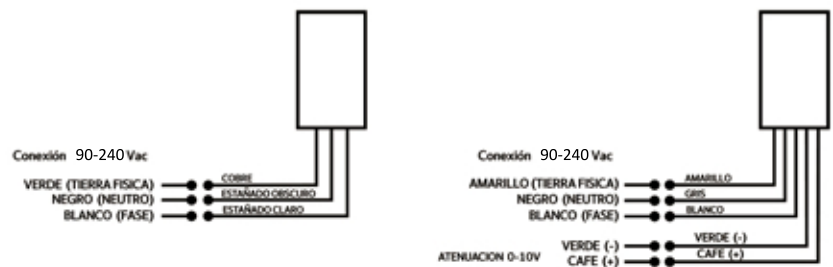 Conexión 90-240 Vac
VERDE (TIERRA FISICA)
COBRE
NEGRO (NEUTRO)
ESTAÑADO OBSCURO
BLANCO (FASE)
ESTAÑADO CLARO
Conexión 90-240 Vac
AMARILLO (TIERRA FISICA)
AMARILLO
NEGRO (NEUTRO)
GRIS
BLANCO (FASE)
BLANCO
ATENUACION 0-10V
VERDE (-)
VERDE (-)
CAFE (+)
CAFE (+)